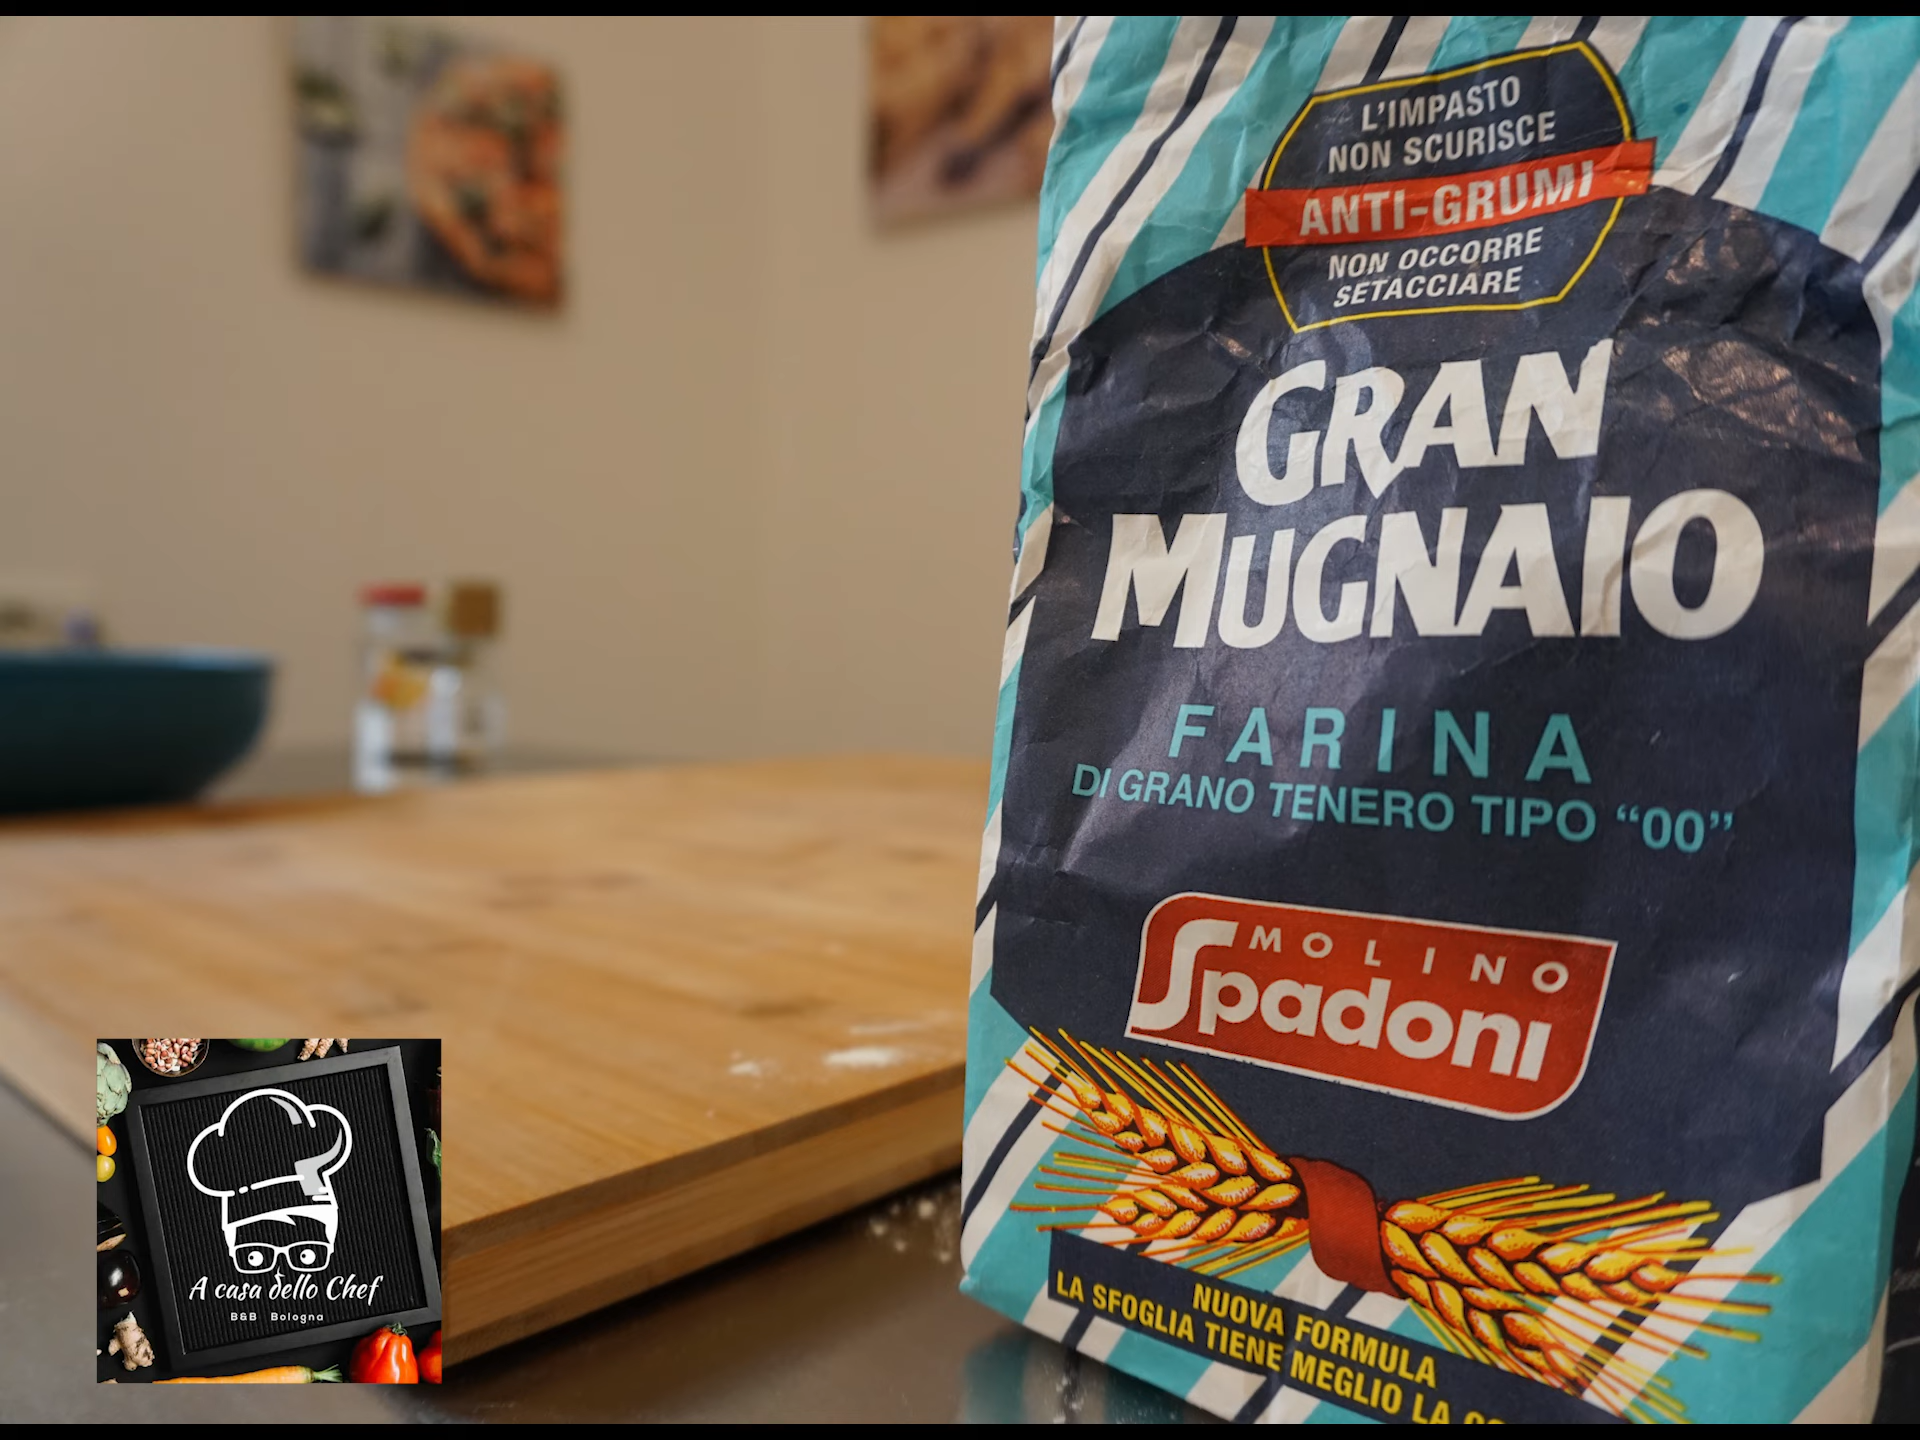 L'IMPASTO
NON SCURISCE
ANTI-GRUMI
NON OCCORRE
SETACCIARE
GRAN
MUGNAIO
FARINA
DI GRANO TENERO TIPO “00”
MOLINO
Spadoni
NUOVA FORMULA
LA SFOGLIA TIENE MEGLIO LA
A casa dello Chef
B&B Bologna